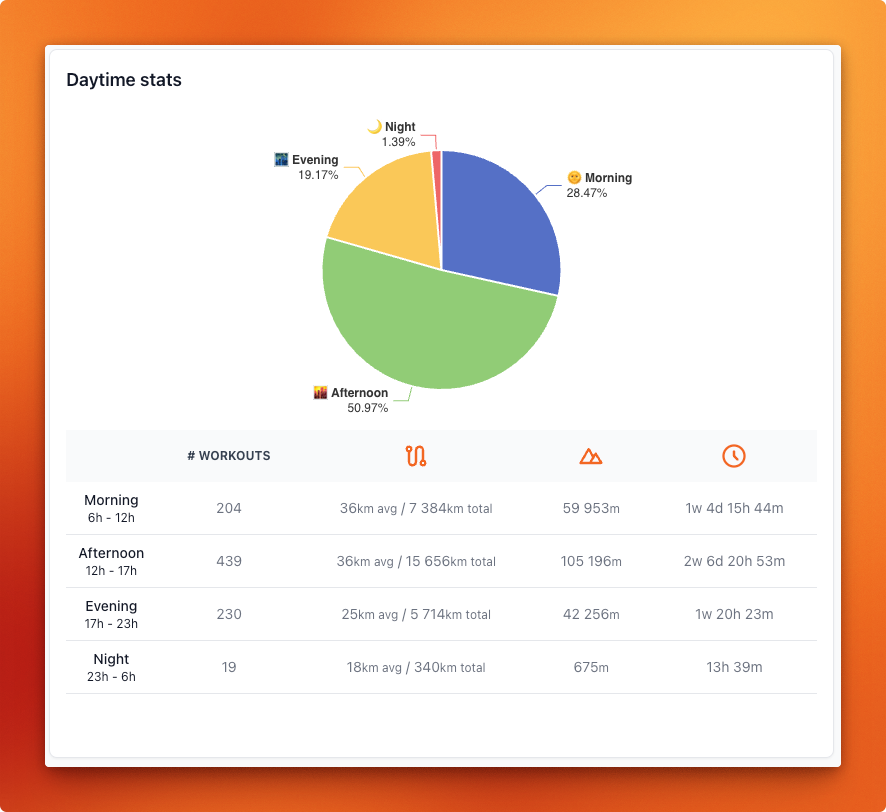 Daytime stats
Night
1.39%
Evening
19.17%
Morning
28.47%
Afternoon
50.97%
# WORKOUTS
Morning
6h - 12h
204 36km avg / 7 384km total 59 953m 1w 4d 15h 44m
Afternoon
12h - 17h
439 36km avg / 15 656km total 105 196m 2w 6d 20h 53m
Evening
17h - 23h
230 25km avg / 5 714km total 42 256m 1w 20h 23m
Night
23h - 6h
19 18km avg / 340km total 675m 13h 39m